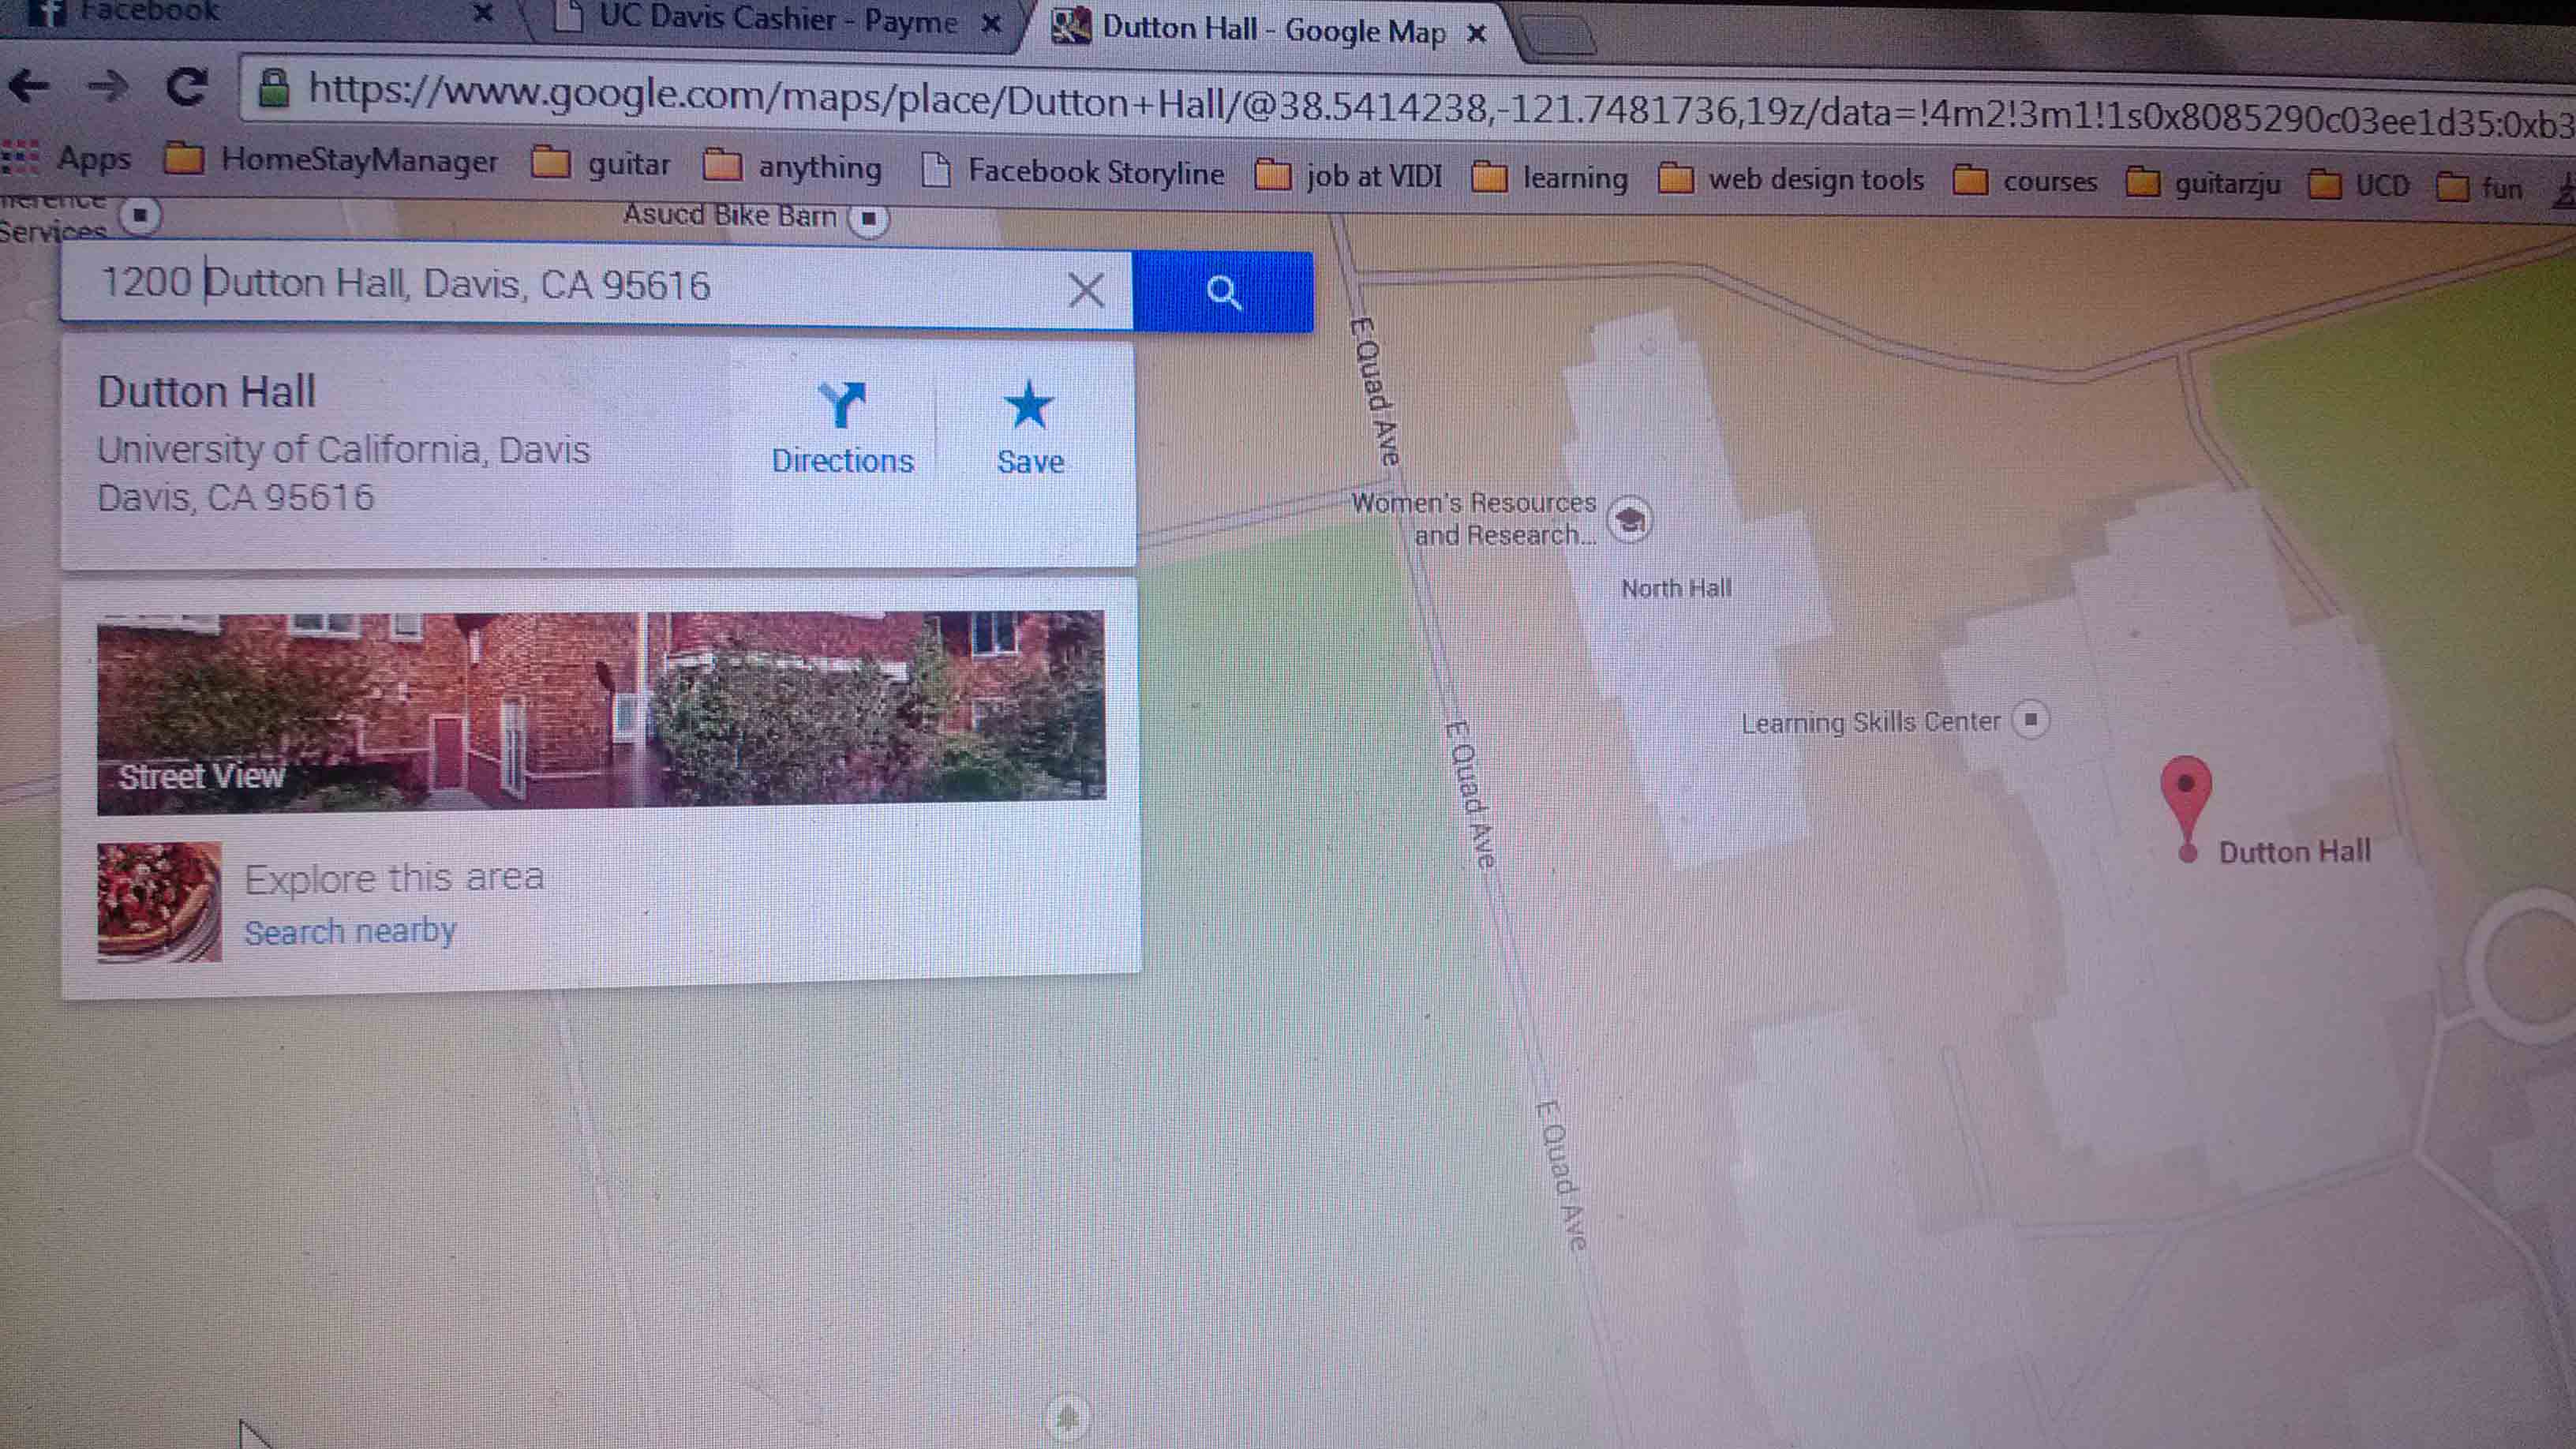 Facebook
UC Davis Cashier - Payme
Dutton Hall - Google Map
https://www.google.com/maps/place/Dutton+Hall/@38.5414238,-121.7481736,19z/data=!4m2!3m1!1s0x8085290c03ee1d35:0xb3
Apps HomeStayManager guitar anything Facebook Storyline job at VIDI learning web design tools courses guitarzju UCD fun
Services
Asucd Bike Barn
1200 Dutton Hall, Davis, CA 95616
Dutton Hall
University of California, Davis
Davis, CA 95616
Directions
Save
Street View
Explore this area
Search nearby
E Quad Ave
Women's Resources
and Research...
North Hall
Learning Skills Center
E Quad Ave
Dutton Hall
E Quad Ave